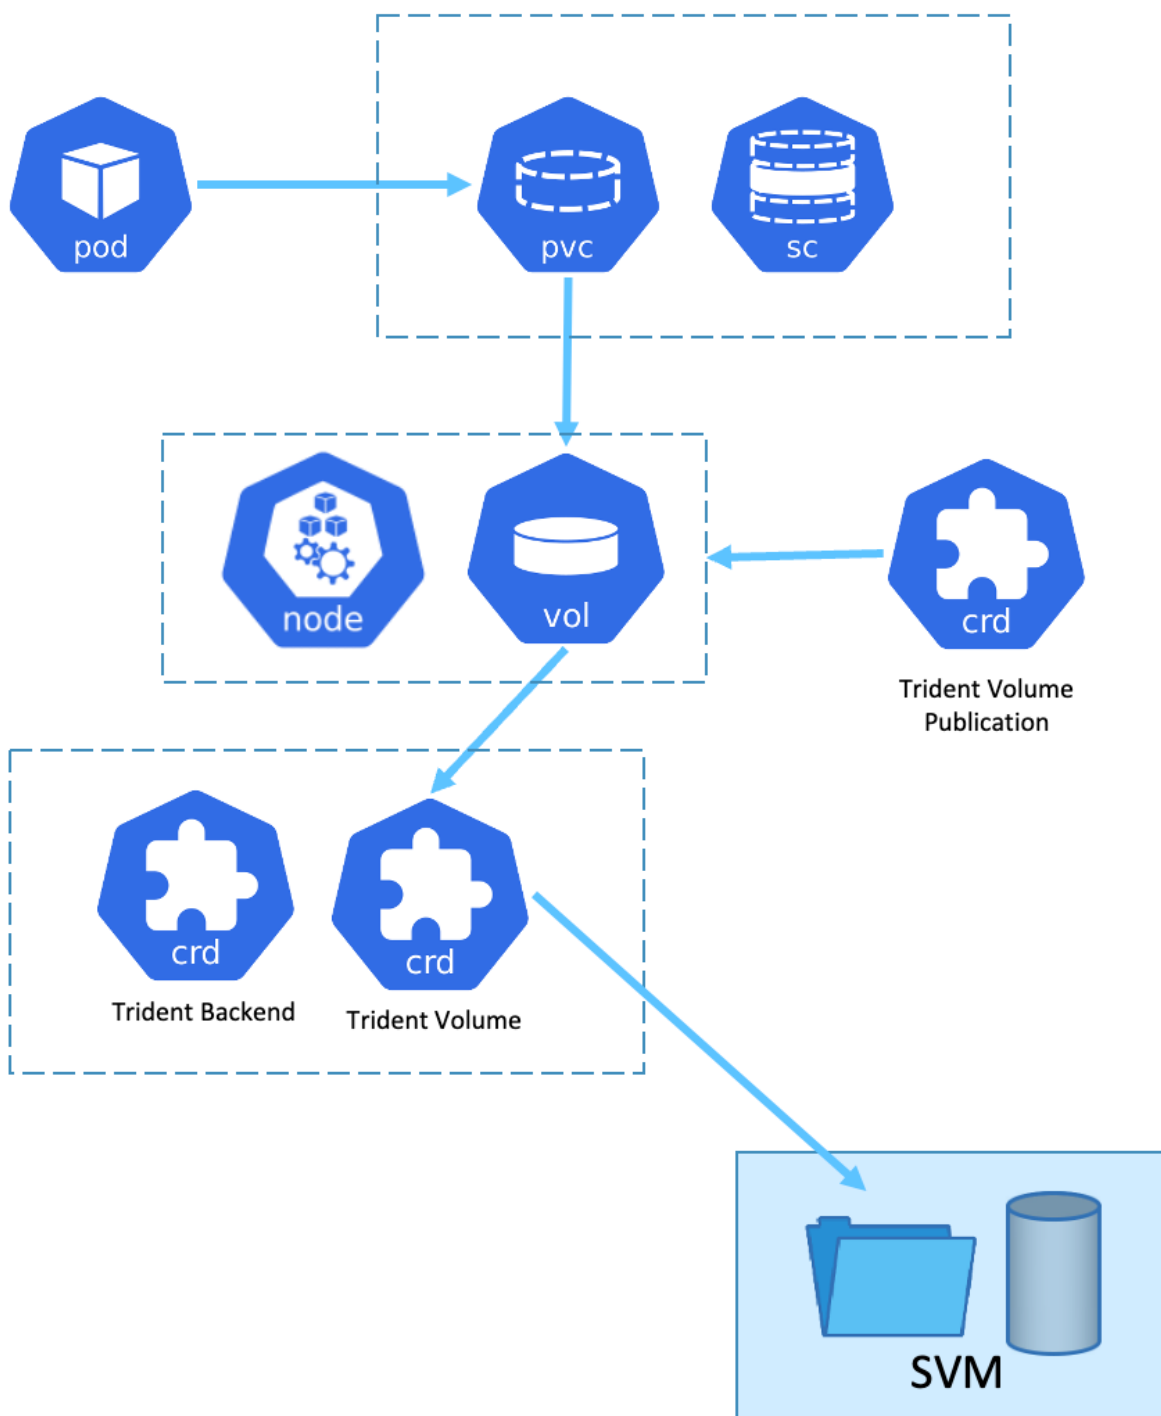 pod
pvc
sc
node
vol
crd
Trident Volume
Publication
crd
crd
Trident Backend
Trident Volume
SVM